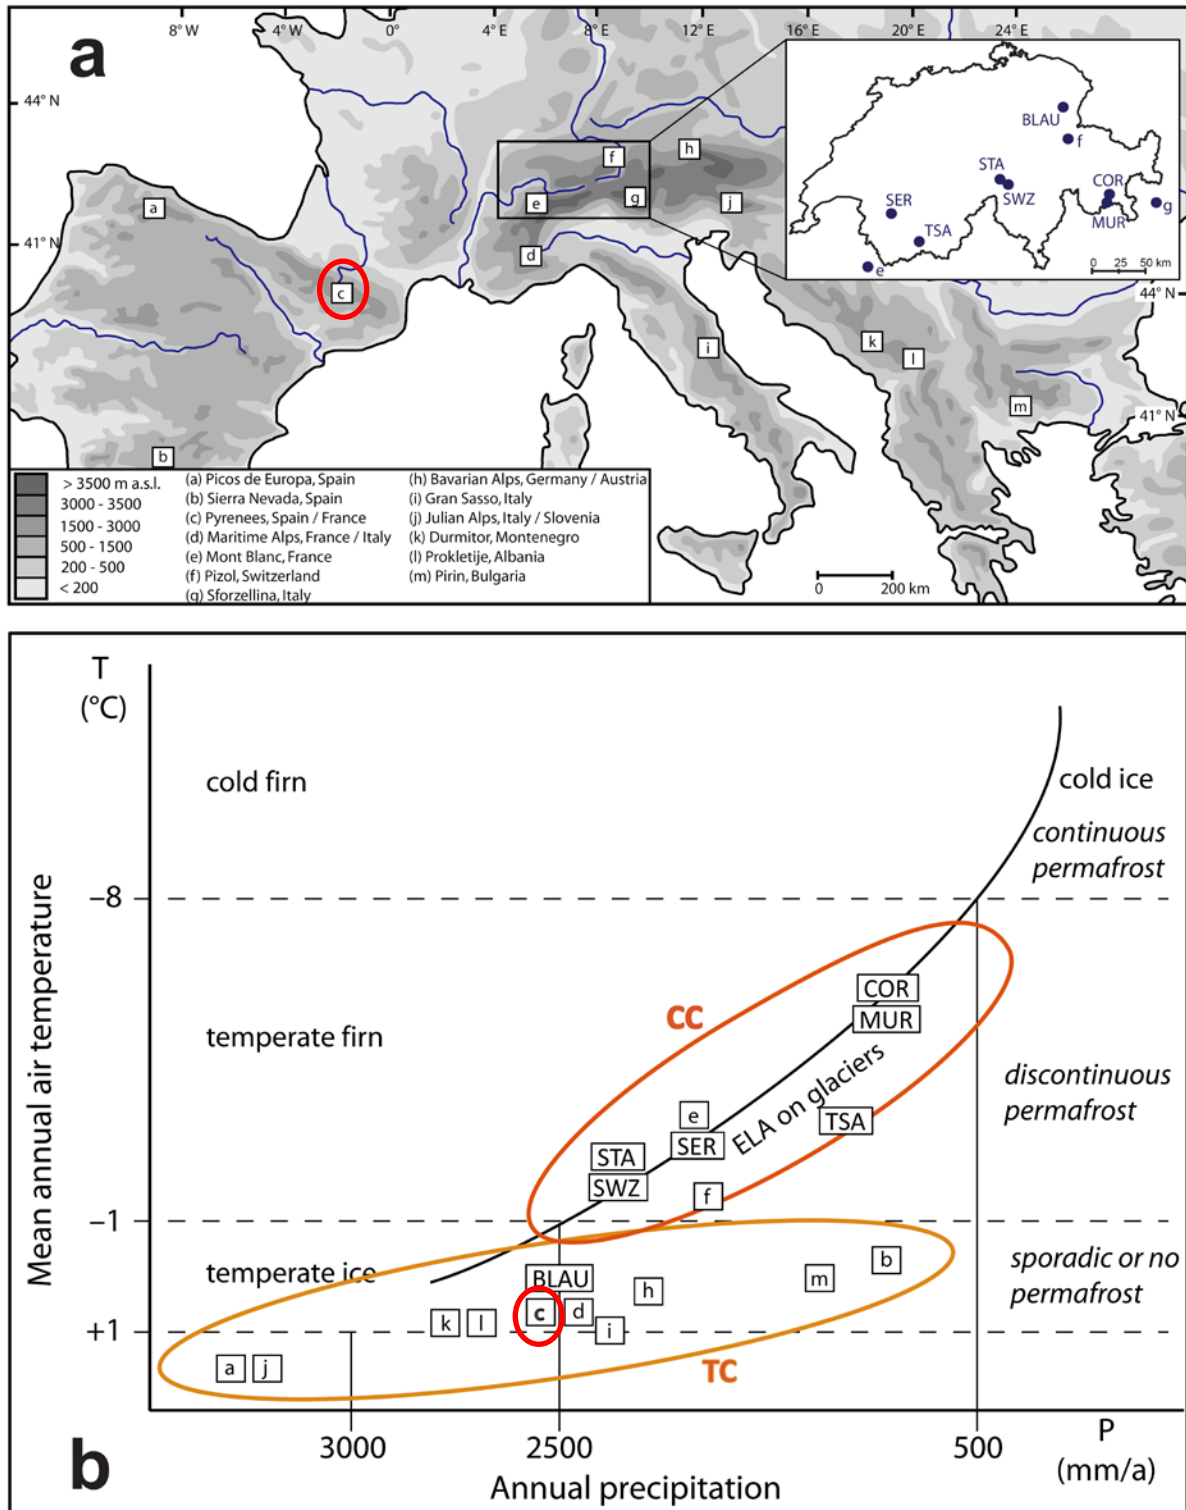 a
8° W
4° W
0°
4° E
8° E
12° E
16° E
20° E
24° E
44° N
41° N
44° N
41° N
a
b
c
d
e
f
g
h
i
j
k
l
m
BLAU
f
STA
SWZ
COR
MUR
g
SER
TSA
e
0 25 50 km
> 3500 m a.s.l.
3000 - 3500
1500 - 3000
500 - 1500
200 - 500
< 200
(a) Picos de Europa, Spain
(b) Sierra Nevada, Spain
(c) Pyrenees, Spain / France
(d) Maritime Alps, France / Italy
(e) Mont Blanc, France
(f) Pizol, Switzerland
(g) Sforzellina, Italy
(h) Bavarian Alps, Germany / Austria
(i) Gran Sasso, Italy
(j) Julian Alps, Italy / Slovenia
(k) Durmitor, Montenegro
(l) Prokletije, Albania
(m) Pirin, Bulgaria
0 200 km
T
(°C)
Mean annual air temperature
cold firn
cold ice
continuous
permafrost
−8
temperate firn
CC
COR
MUR
ELA on glaciers
discontinuous
permafrost
e
SER
TSA
STA
SWZ
f
−1
temperate ice
BLAU
h
m
b
sporadic or no
permafrost
k
l
c
d
i
+1
a
j
TC
3000
2500
500
P
(mm/a)
Annual precipitation
b